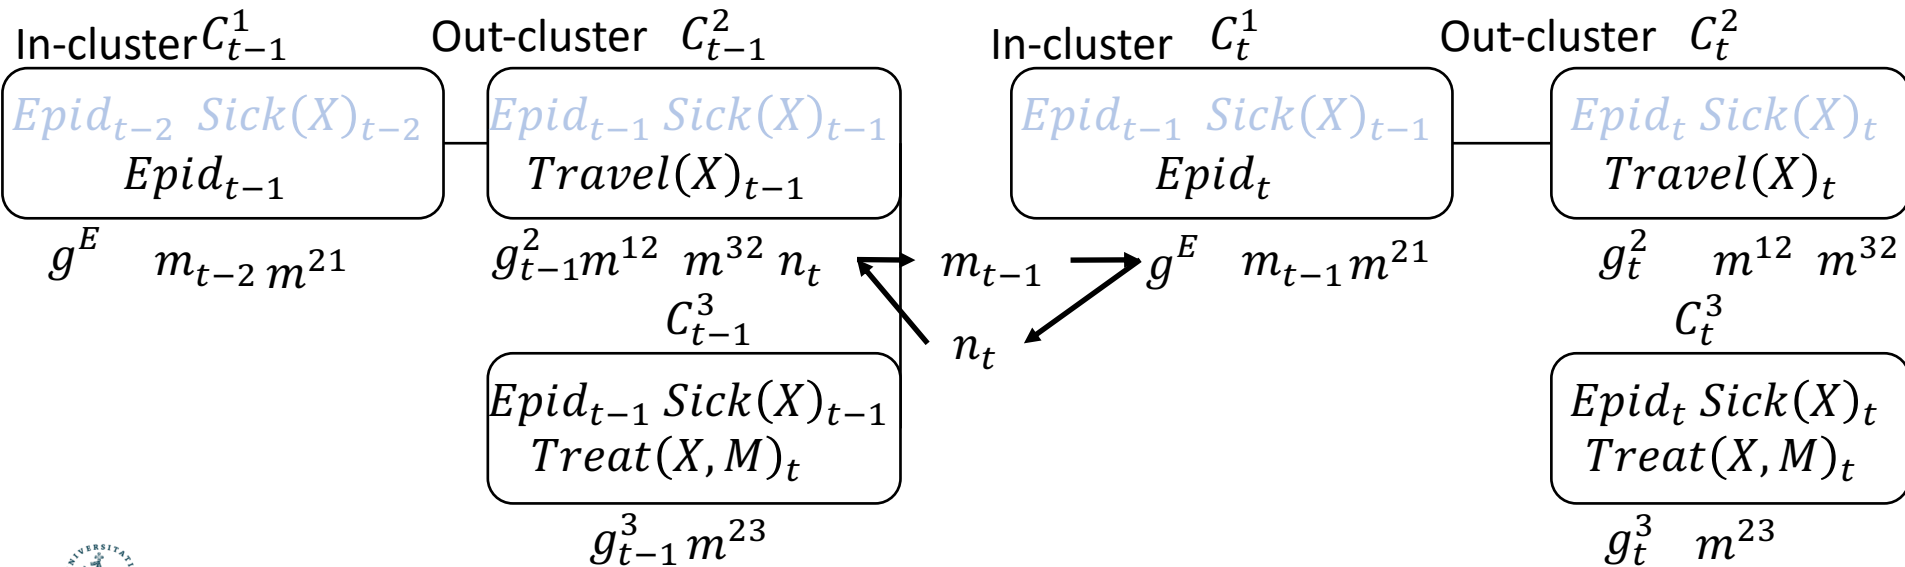 In-cluster $C^1_{t-1}$
Out-cluster $C^2_{t-1}$
In-cluster $C^1_t$
Out-cluster $C^2_t$
$Epid_{t-2}$ $Sick(X)_{t-2}$
$Epid_{t-1}$
$Epid_{t-1}$ $Sick(X)_{t-1}$
$Travel(X)_{t-1}$
$Epid_{t-1}$ $Sick(X)_{t-1}$
$Epid_t$
$Epid_t$ $Sick(X)_t$
$Travel(X)_t$
$g^E$ $m_{t-2}$ $m^{21}$
$g^2_{t-1}$ $m^{12}$ $m^{32}$ $n_t$
$m_{t-1}$
$g^E$ $m_{t-1}$ $m^{21}$
$g^2_t$ $m^{12}$ $m^{32}$
$n_t$
$C^3_{t-1}$
$Epid_{t-1}$ $Sick(X)_{t-1}$
$Treat(X, M)_t$
$g^3_{t-1}$ $m^{23}$
$C^3_t$
$Epid_t$ $Sick(X)_t$
$Treat(X, M)_t$
$g^3_t$ $m^{23}$